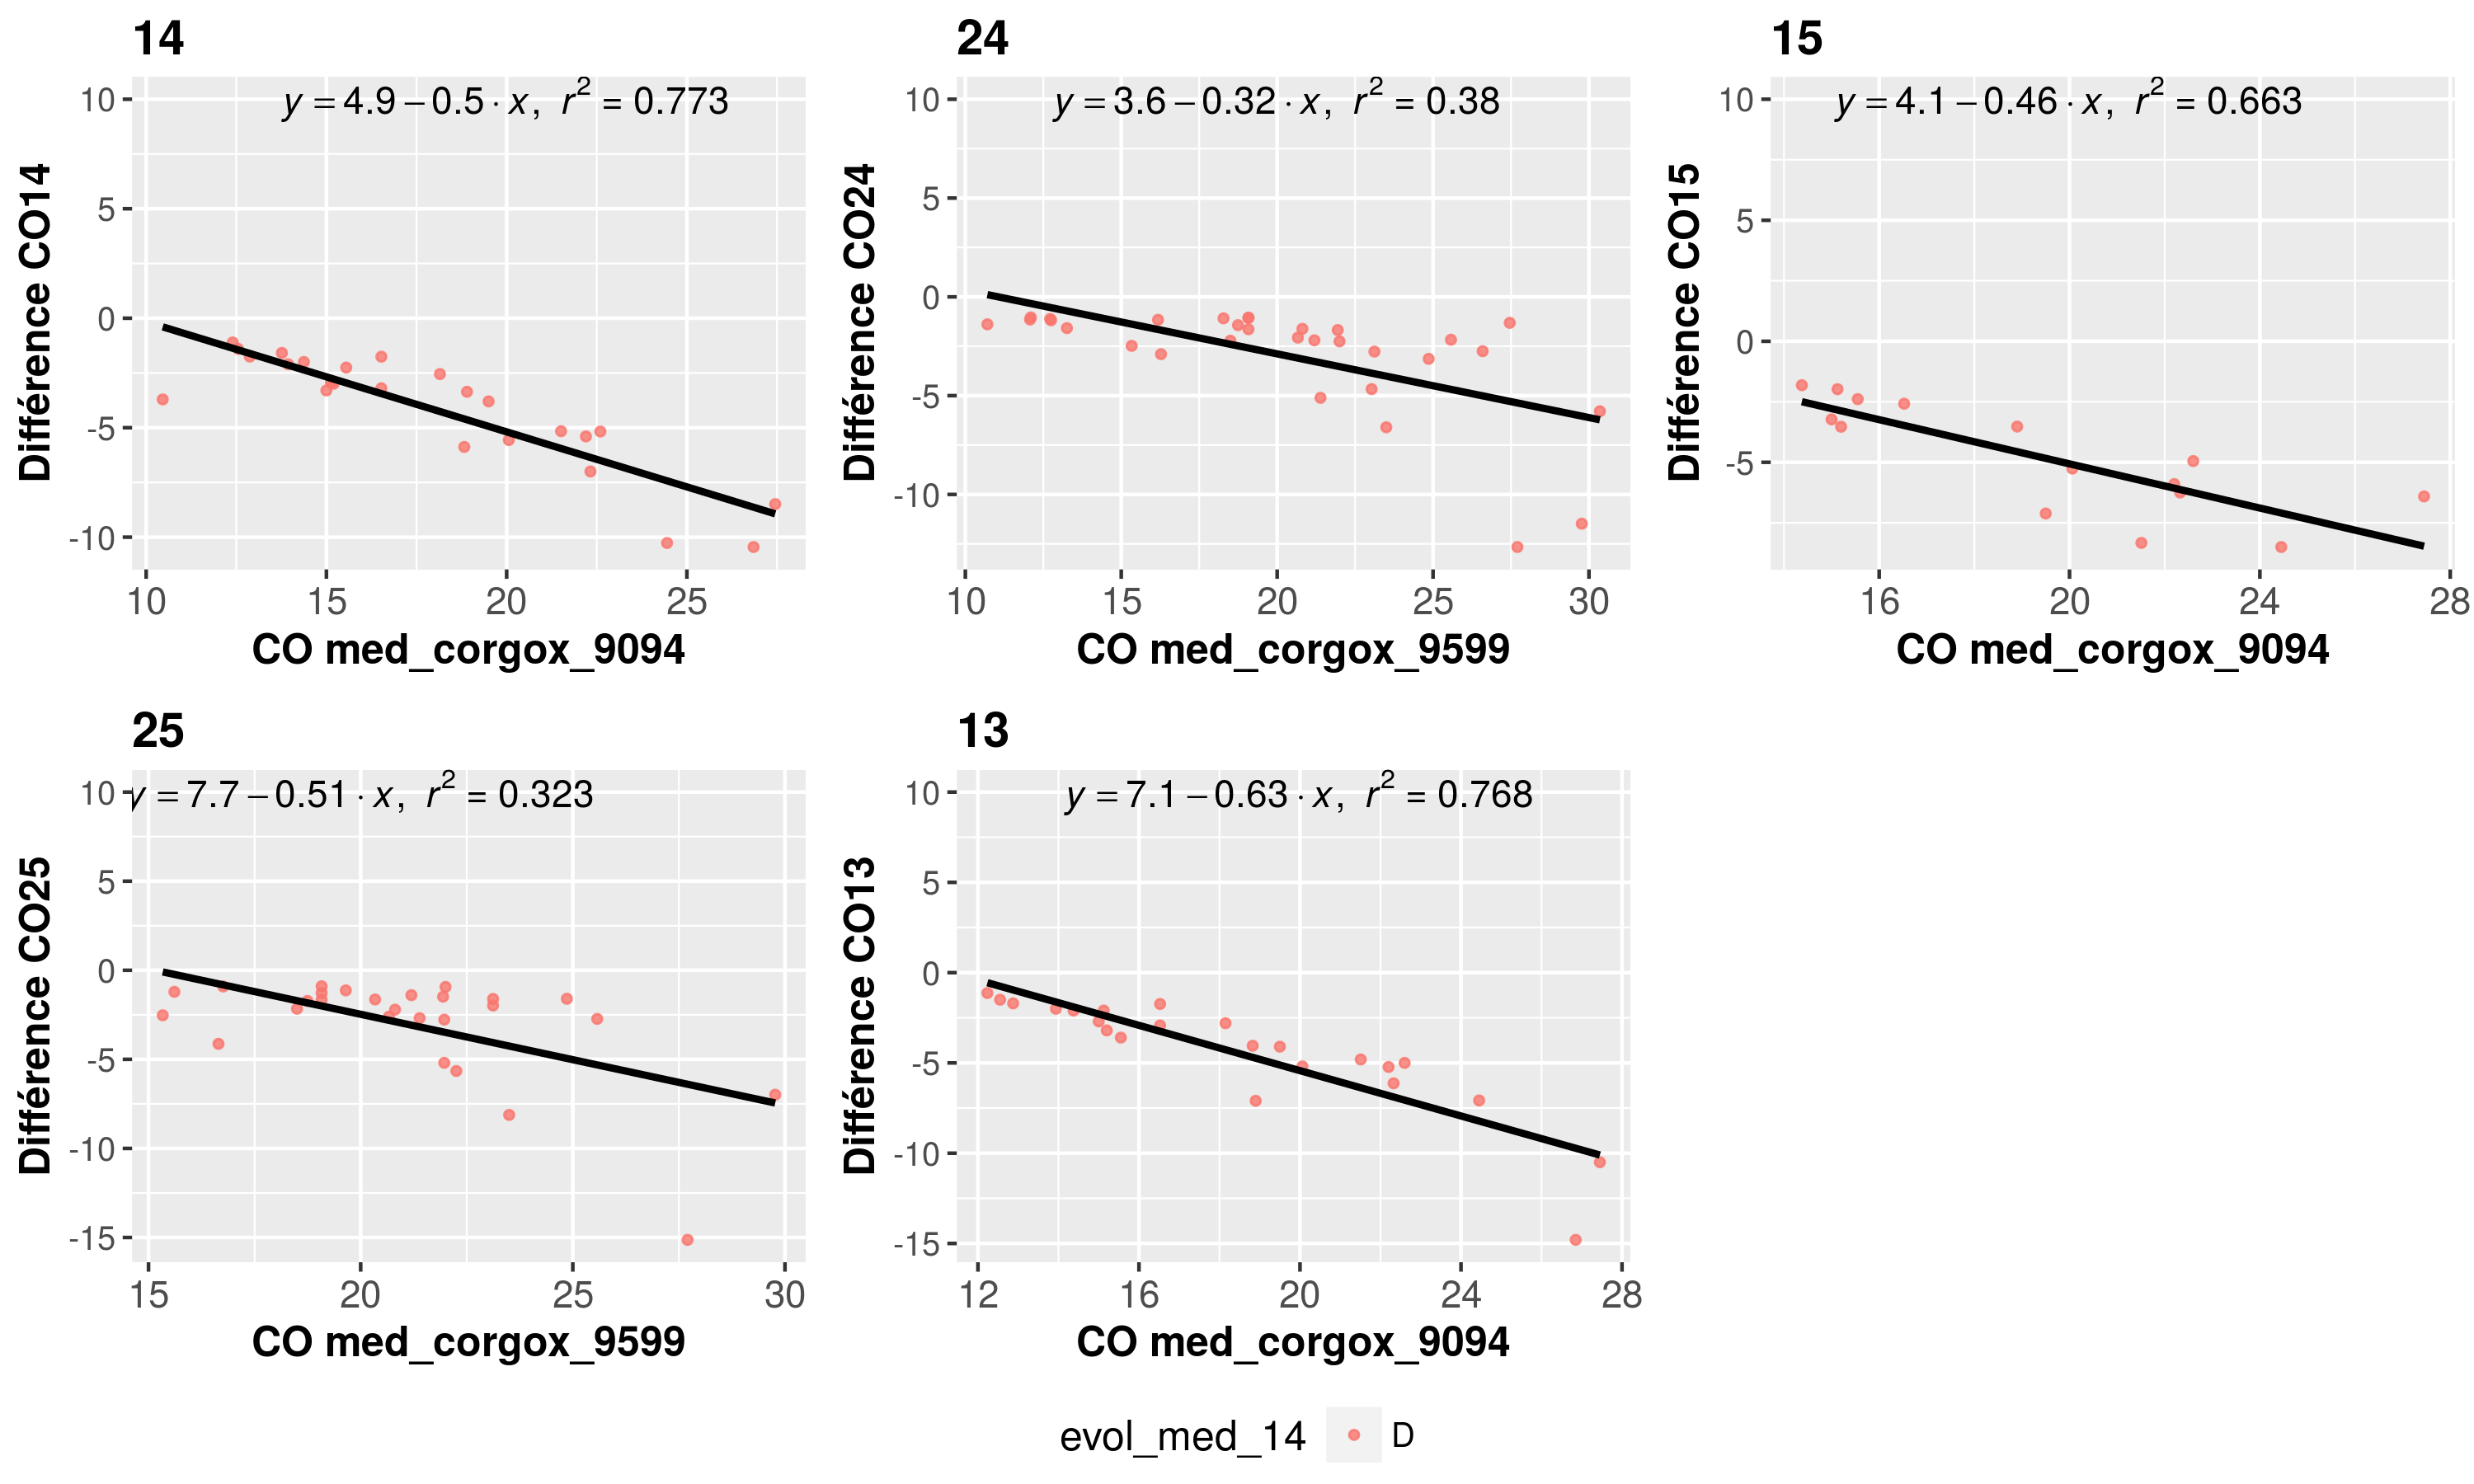 14
y = 4.9 − 0.5 · x, r² = 0.773
10
5
0
-5
-10
Différence CO14
10 15 20 25
CO med_corgox_9094
24
y = 3.6 − 0.32 · x, r² = 0.38
10
5
0
-5
-10
Différence CO24
10 15 20 25 30
CO med_corgox_9599
15
y = 4.1 − 0.46 · x, r² = 0.663
10
5
0
-5
Différence CO15
16 20 24 28
CO med_corgox_9094
25
y = 7.7 − 0.51 · x, r² = 0.323
10
5
0
-5
-10
-15
Différence CO25
15 20 25 30
CO med_corgox_9599
13
y = 7.1 − 0.63 · x, r² = 0.768
10
5
0
-5
-10
-15
Différence CO13
12 16 20 24 28
CO med_corgox_9094
evol_med_14 D